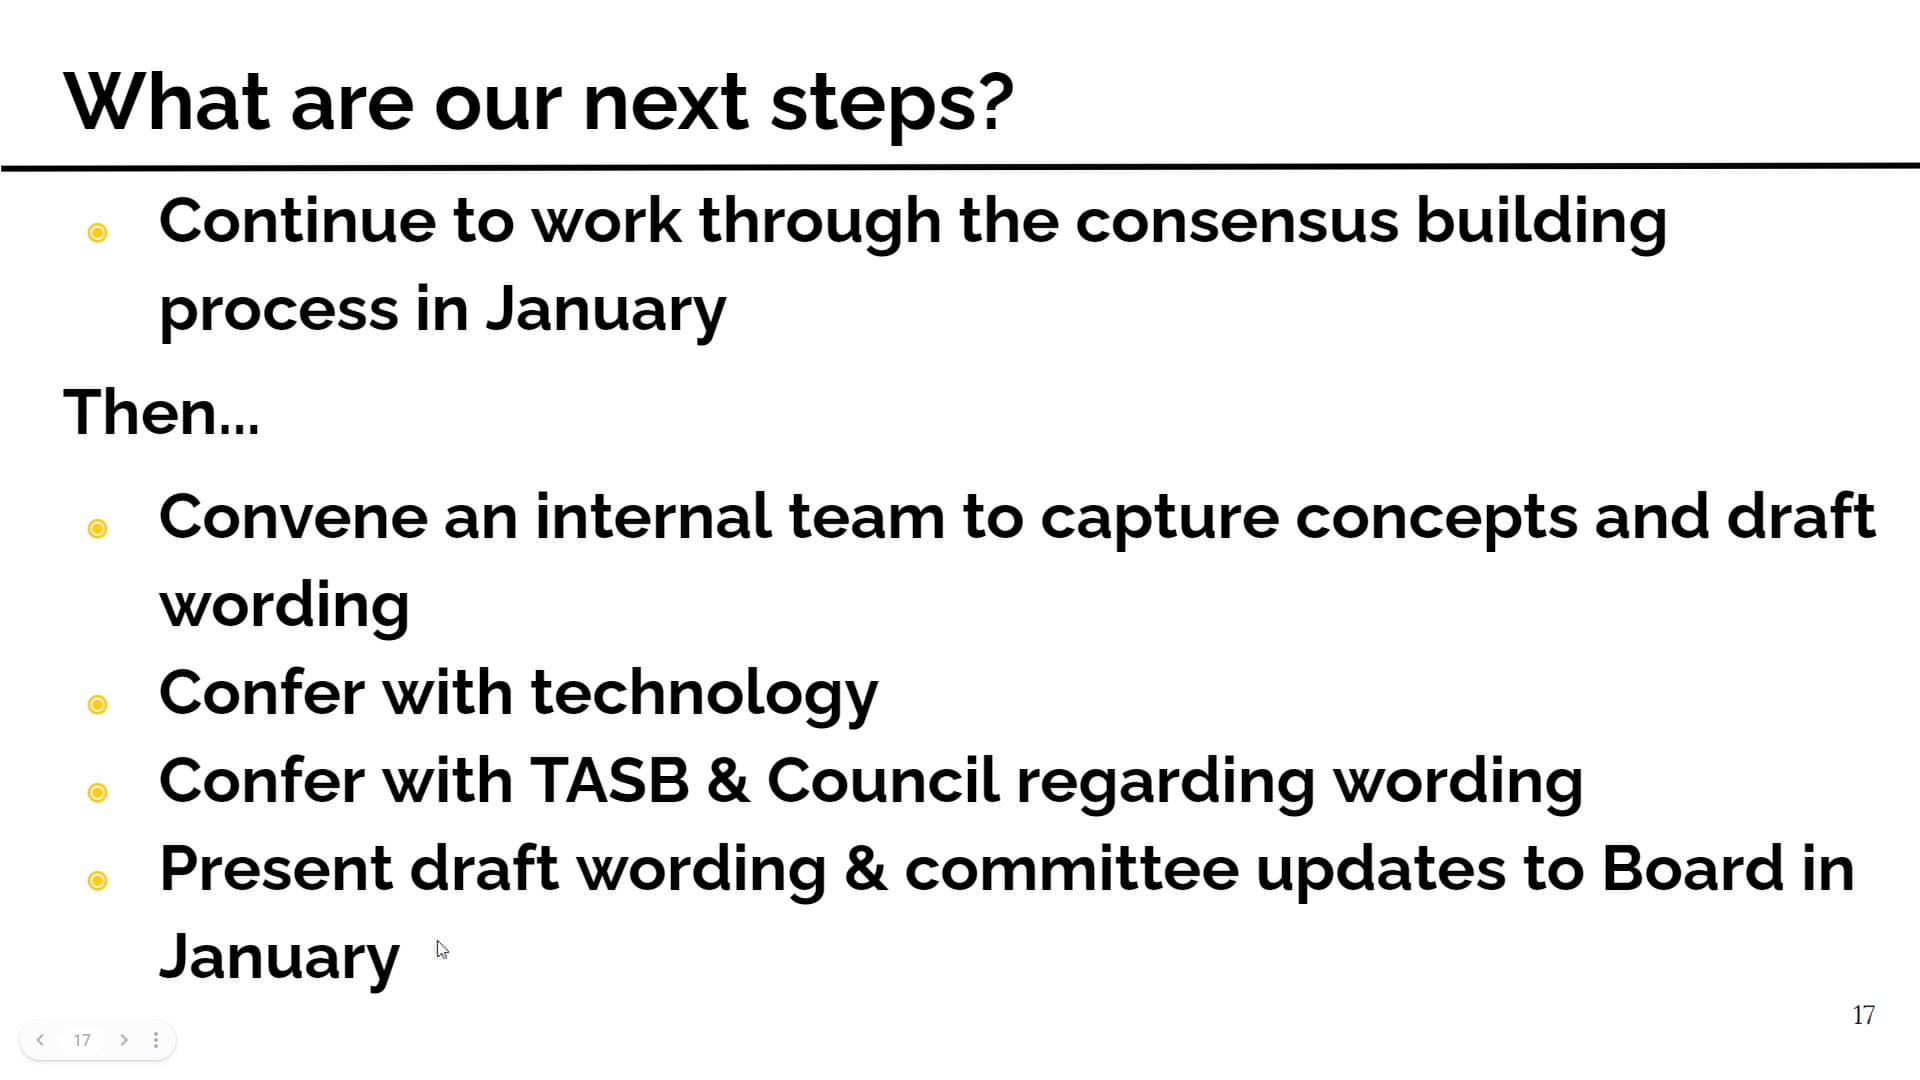 What are our next steps?
Continue to work through the consensus building
process in January
Then...
Convene an internal team to capture concepts and draft
wording
Confer with technology
Confer with TASB & Council regarding wording
Present draft wording & committee updates to Board in
January
17
17